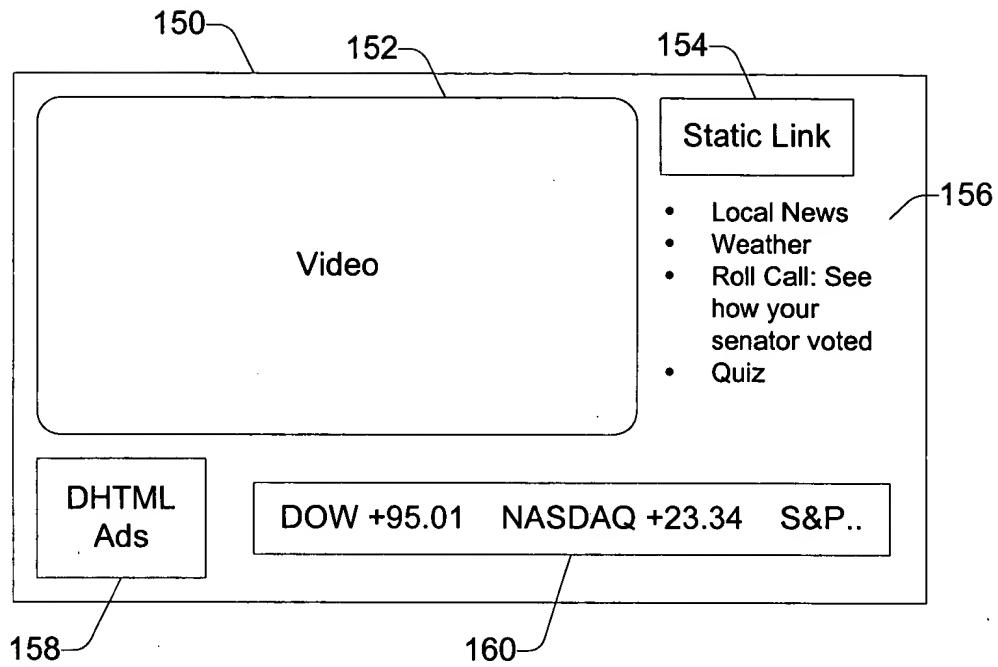 150
152
154
Static Link
156
• Local News
• Weather
• Roll Call: See
how your
senator voted
• Quiz
Video
DHTML
Ads
DOW +95.01 NASDAQ +23.34 S&P..
158
160